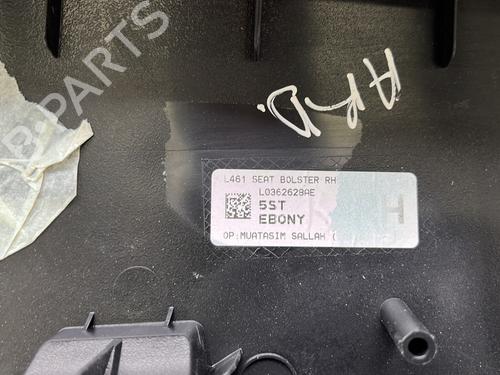 B-PARTS
ARD.
L461 SEAT BOLSTER RH
L0362628AE
5ST
EBONY
H
OP:MUATASIM SALLAH (